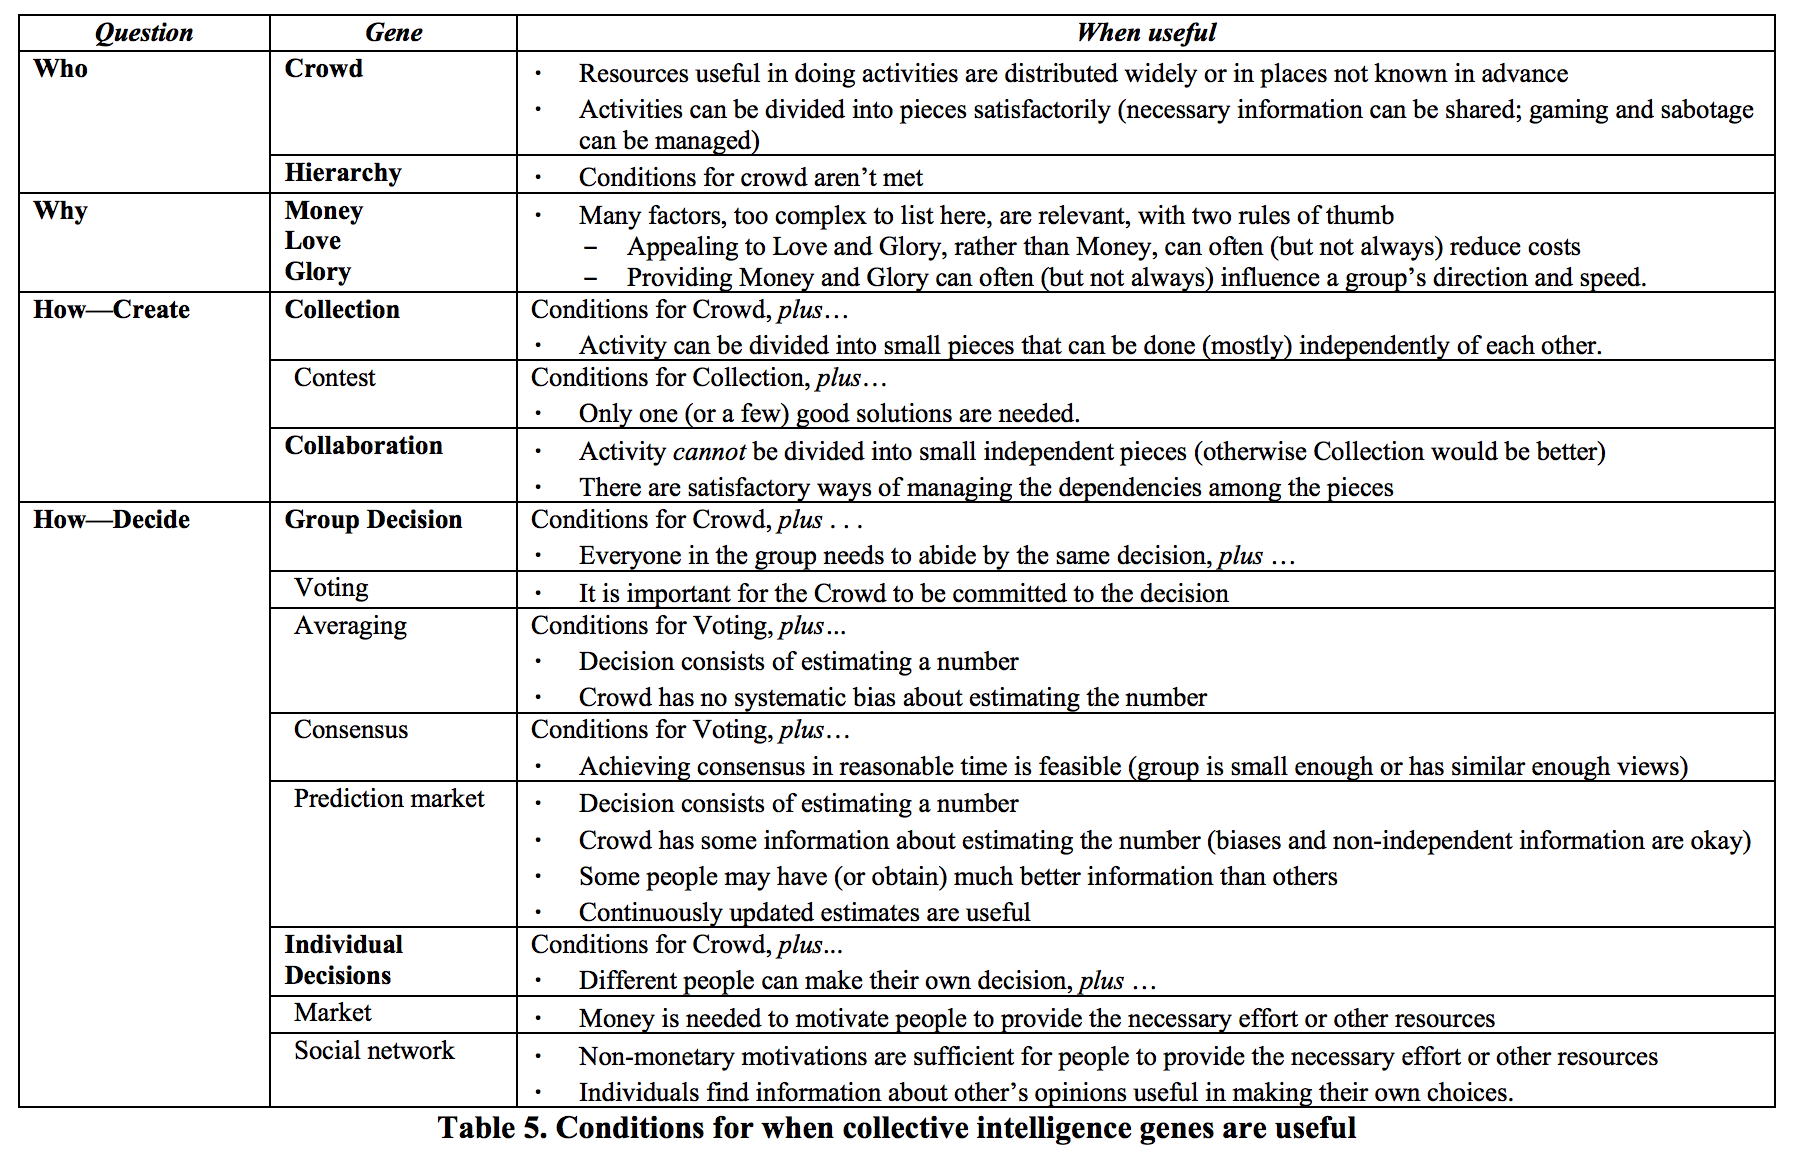 Question Gene When useful
Who Crowd · Resources useful in doing activities are distributed widely or in places not known in advance
· Activities can be divided into pieces satisfactorily (necessary information can be shared; gaming and sabotage
can be managed)
Hierarchy · Conditions for crowd aren't met
Why Money · Many factors, too complex to list here, are relevant, with two rules of thumb
Love – Appealing to Love and Glory, rather than Money, can often (but not always) reduce costs
Glory – Providing Money and Glory can often (but not always) influence a group's direction and speed.
How—Create Collection Conditions for Crowd, plus…
· Activity can be divided into small pieces that can be done (mostly) independently of each other.
Contest Conditions for Collection, plus…
· Only one (or a few) good solutions are needed.
Collaboration · Activity cannot be divided into small independent pieces (otherwise Collection would be better)
· There are satisfactory ways of managing the dependencies among the pieces
How—Decide Group Decision Conditions for Crowd, plus . . .
· Everyone in the group needs to abide by the same decision, plus …
Voting · It is important for the Crowd to be committed to the decision
Averaging Conditions for Voting, plus...
· Decision consists of estimating a number
· Crowd has no systematic bias about estimating the number
Consensus Conditions for Voting, plus…
· Achieving consensus in reasonable time is feasible (group is small enough or has similar enough views)
Prediction market · Decision consists of estimating a number
· Crowd has some information about estimating the number (biases and non-independent information are okay)
· Some people may have (or obtain) much better information than others
· Continuously updated estimates are useful
Individual Conditions for Crowd, plus...
Decisions · Different people can make their own decision, plus …
Market · Money is needed to motivate people to provide the necessary effort or other resources
Social network · Non-monetary motivations are sufficient for people to provide the necessary effort or other resources
· Individuals find information about other's opinions useful in making their own choices.
Table 5. Conditions for when collective intelligence genes are useful